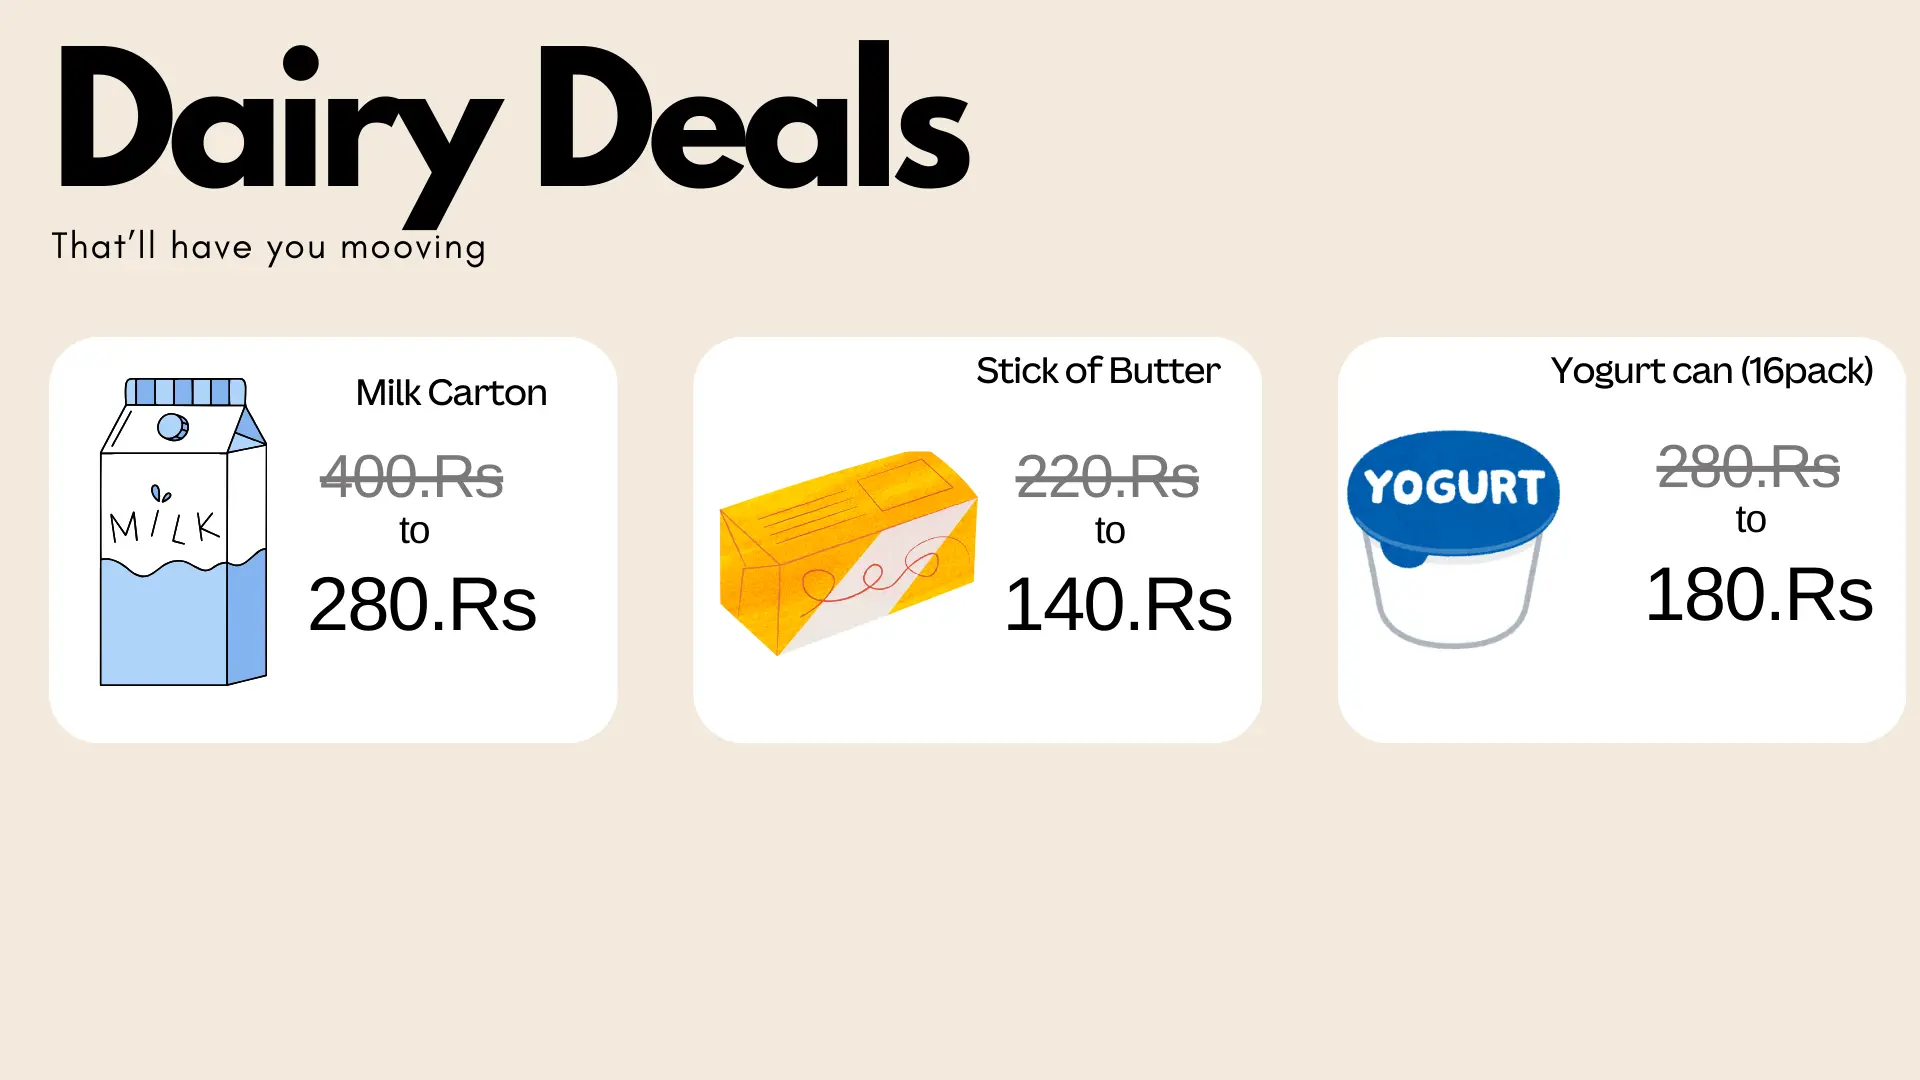 Dairy Deals
That'll have you mooving
Milk Carton
400.Rs
to
280.Rs
MiLK
Stick of Butter
220.Rs
to
140.Rs
Yogurt can (16pack)
280.Rs
to
180.Rs
YOGURT